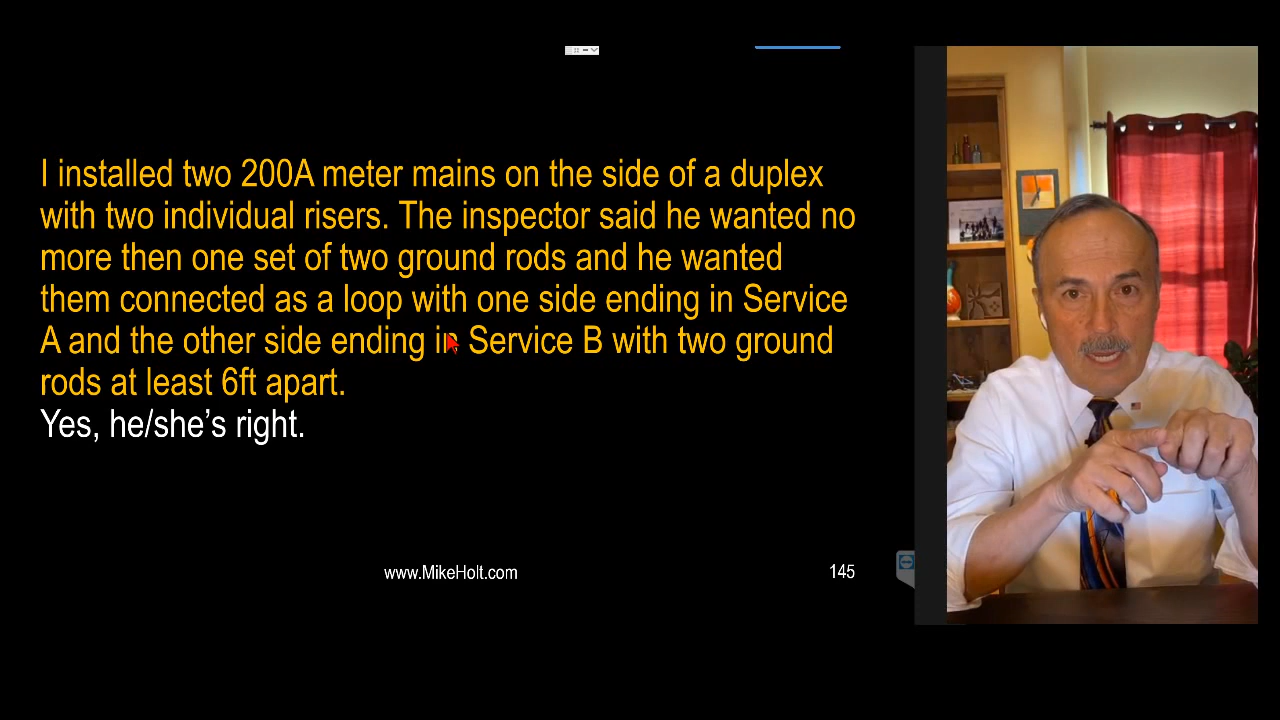 I installed two 200A meter mains on the side of a duplex
with two individual risers. The inspector said he wanted no
more then one set of two ground rods and he wanted
them connected as a loop with one side ending in Service
A and the other side ending in Service B with two ground
rods at least 6ft apart.
Yes, he/she’s right.
www.MikeHolt.com
145